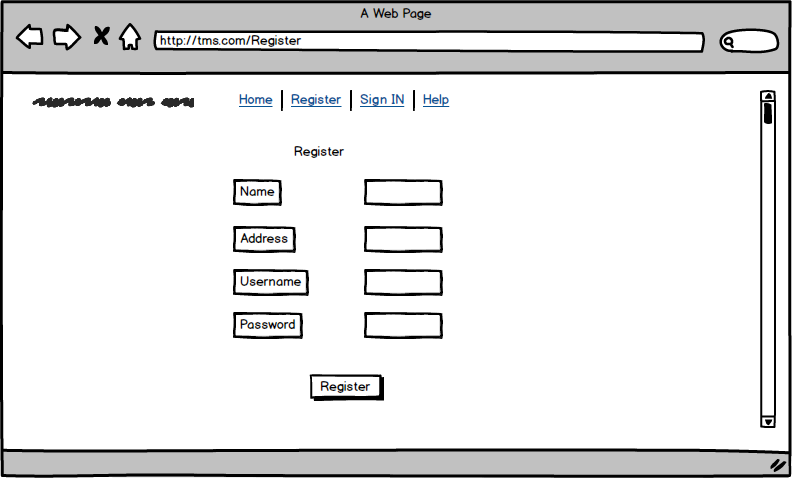 A Web Page
http://tms.com/Register
Home Register Sign IN Help
Register
Name
Address
Username
Password
Register